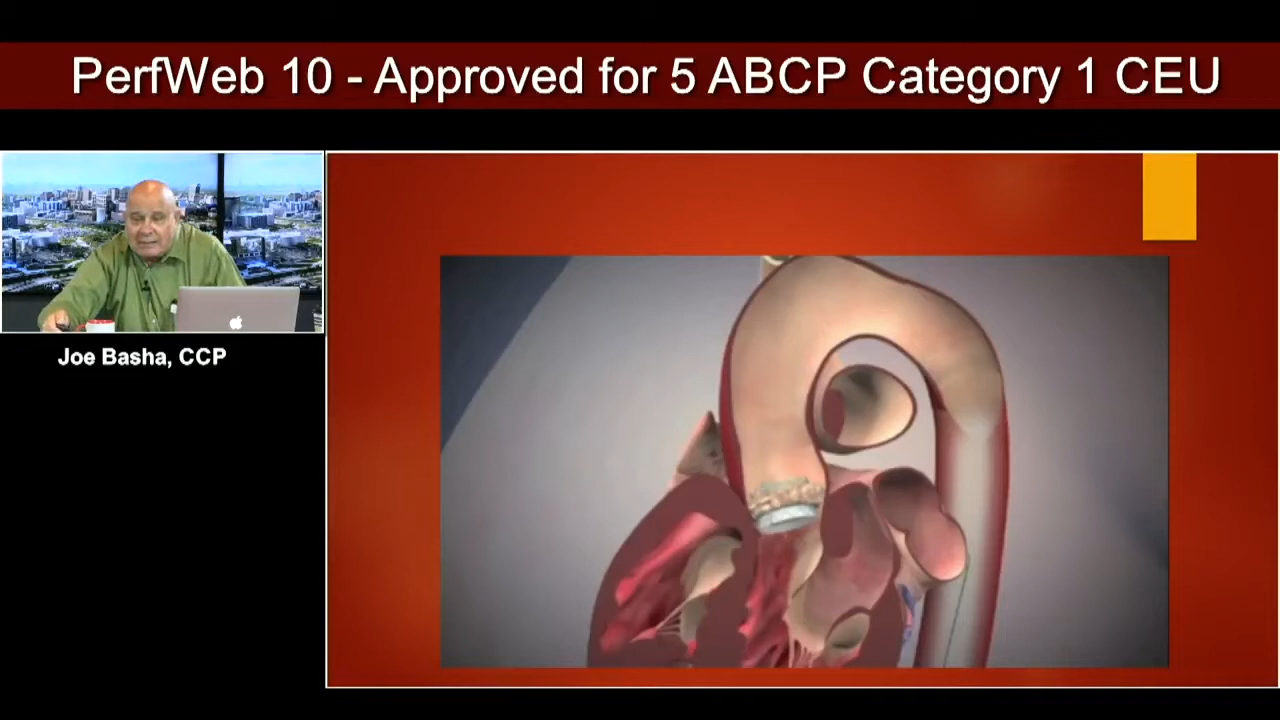 PerfWeb 10 - Approved for 5 ABCP Category 1 CEU
Joe Basha, CCP